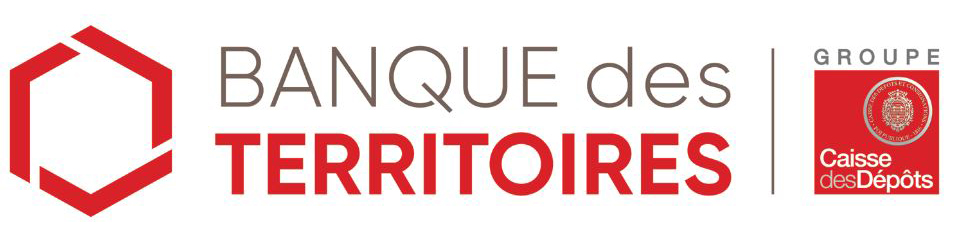 BANQUE des
TERRITOIRES
GROUPE
Caisse
desDépôts